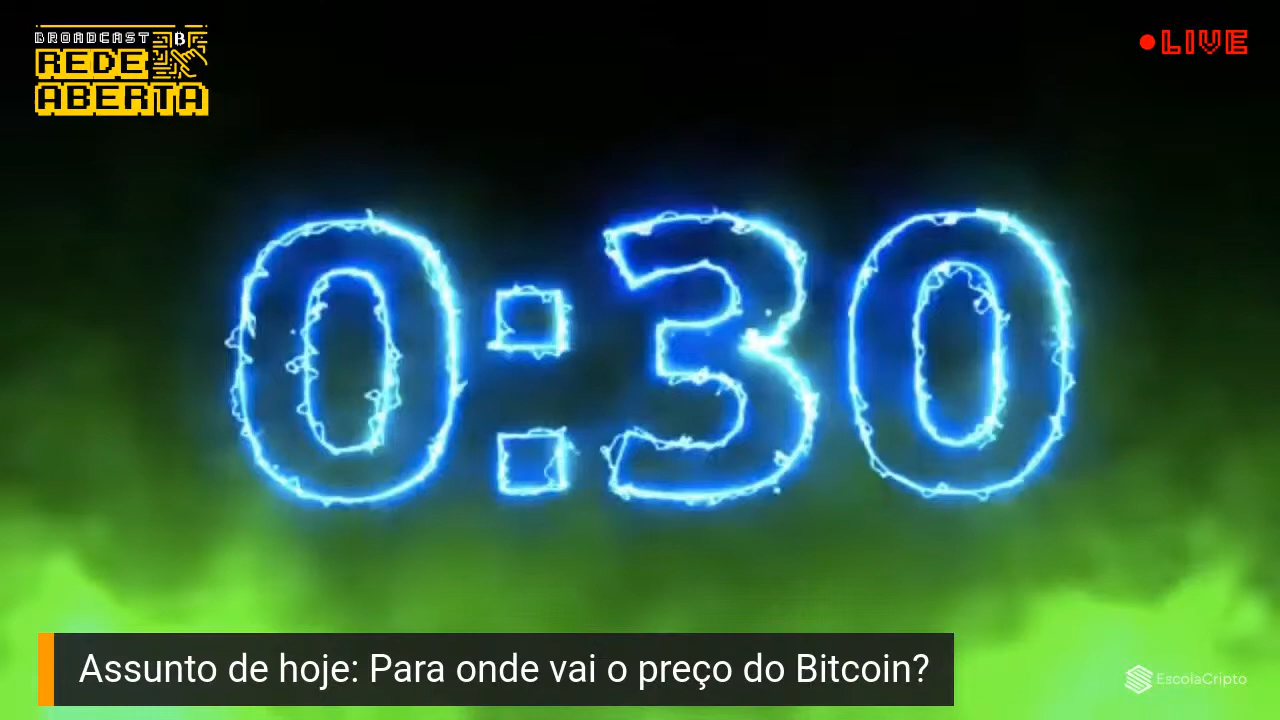 BROADCAST
REDE
ABERTA
LIVE
0:30
Assunto de hoje: Para onde vai o preço do Bitcoin?
EscolaCripto